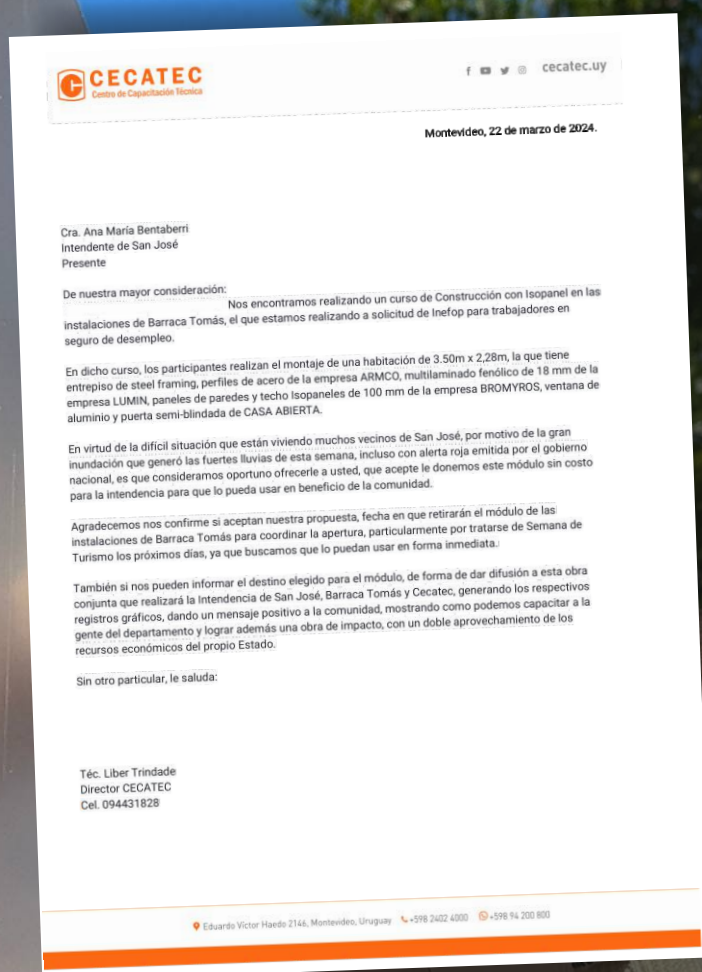 CECATEC
Centro de Capacitación Técnica
cecatec.uy
Montevideo, 22 de marzo de 2024.
Cra. Ana María Bentaberri
Intendente de San José
Presente
De nuestra mayor consideración:
Nos encontramos realizando un curso de Construcción con Isopanel en las
instalaciones de Barraca Tomás, el que estamos realizando a solicitud de Inefop para trabajadores en
seguro de desempleo.
En dicho curso, los participantes realizan el montaje de una habitación de 3.50m x 2,28m, la que tiene
entrepiso de steel framing, perfiles de acero de la empresa ARMCO, multilaminado fenólico de 18 mm de la
empresa LUMIN, paneles de paredes y techo Isopaneles de 100 mm de la empresa BROMYROS, ventana de
aluminio y puerta semi-blindada de CASA ABIERTA.
En virtud de la difícil situación que están viviendo muchos vecinos de San José, por motivo de la gran
inundación que generó las fuertes lluvias de esta semana, incluso con alerta roja emitida por el gobierno
nacional, es que consideramos oportuno ofrecerle a usted, que acepte le donemos este módulo sin costo
para la intendencia para que lo pueda usar en beneficio de la comunidad.
Agradecemos nos confirme si aceptan nuestra propuesta, fecha en que retirarán el módulo de las
instalaciones de Barraca Tomás para coordinar la apertura, particularmente por tratarse de Semana de
Turismo los próximos días, ya que buscamos que lo puedan usar en forma inmediata.
También si nos pueden informar el destino elegido para el módulo, de forma de dar difusión a esta obra
conjunta que realizará la Intendencia de San José, Barraca Tomás y Cecatec, generando los respectivos
registros gráficos, dando un mensaje positivo a la comunidad, mostrando como podemos capacitar a la
gente del departamento y lograr además una obra de impacto, con un doble aprovechamiento de los
recursos económicos del propio Estado.
Sin otro particular, le saluda:
Téc. Liber Trindade
Director CECATEC
Cel. 094431828
Eduardo Víctor Haedo 2146, Montevideo, Uruguay +598 2402 4000 +598 94 200 800